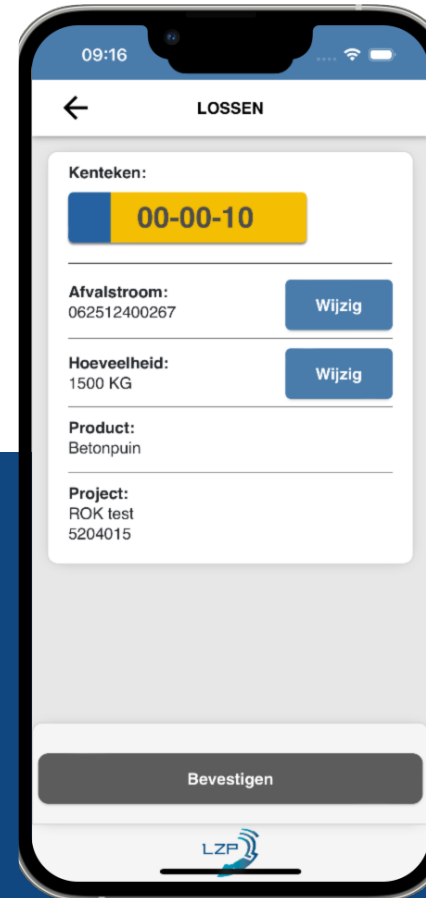 09:16
LOSSEN
Kenteken:
00-00-10
Afvalstroom:
062512400267
Wijzig
Hoeveelheid:
1500 KG
Wijzig
Product:
Betonpuin
Project:
ROK test
5204015
Bevestigen
LZP